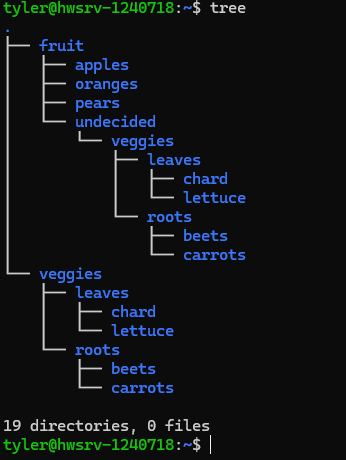 tyler@hwsrv-1240718:~$ tree
.
├── fruit
│   ├── apples
│   ├── oranges
│   ├── pears
│   └── undecided
│       └── veggies
│           ├── leaves
│           │   ├── chard
│           │   └── lettuce
│           └── roots
│               ├── beets
│               └── carrots
└── veggies
    ├── leaves
    │   ├── chard
    │   └── lettuce
    └── roots
        ├── beets
        └── carrots

19 directories, 0 files
tyler@hwsrv-1240718:~$